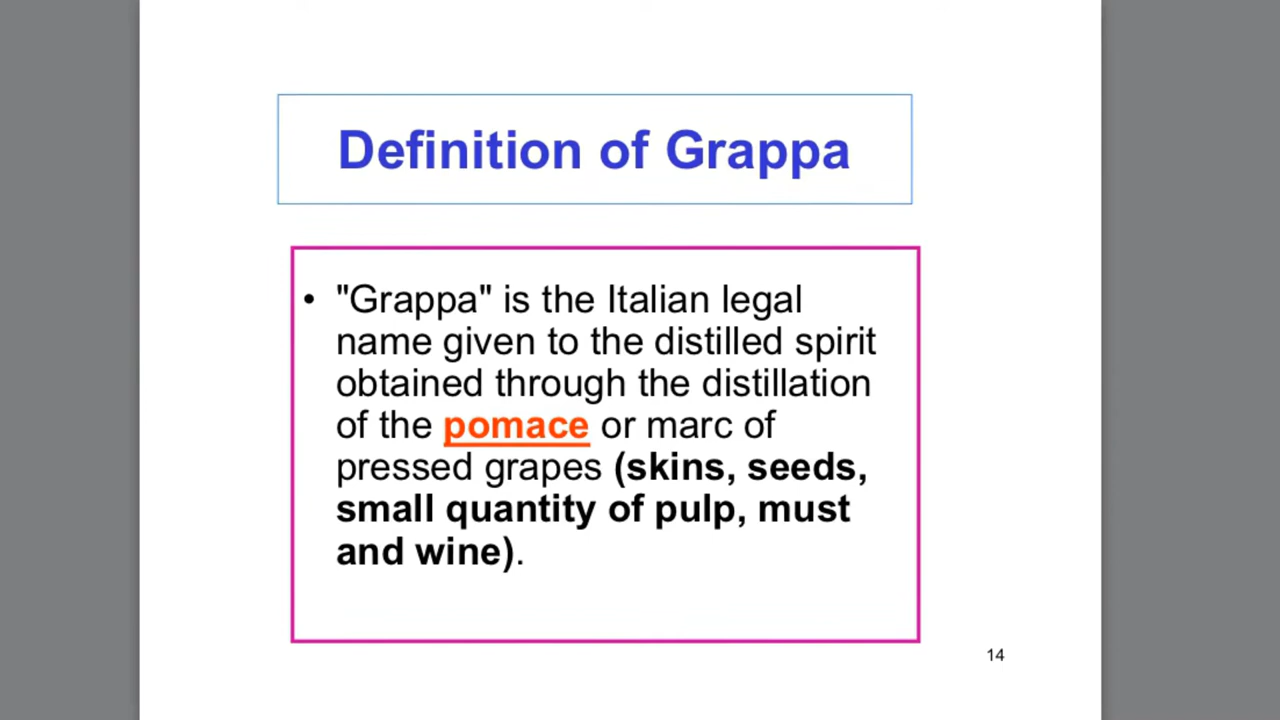 Definition of Grappa
• "Grappa" is the Italian legal
name given to the distilled spirit
obtained through the distillation
of the pomace or marc of
pressed grapes (skins, seeds,
small quantity of pulp, must
and wine).
14